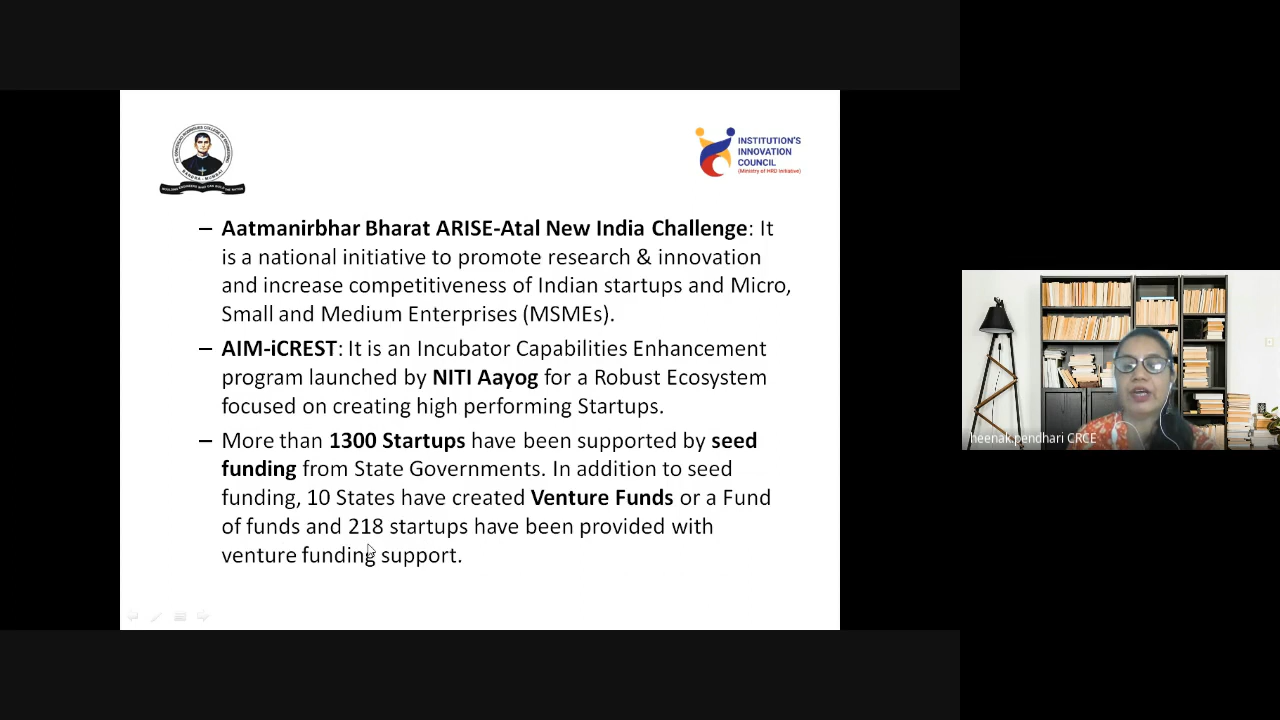 INSTITUTION'S
INNOVATION
COUNCIL
(Ministry of HRD Initiative)
– Aatmanirbhar Bharat ARISE-Atal New India Challenge: It
is a national initiative to promote research & innovation
and increase competitiveness of Indian startups and Micro,
Small and Medium Enterprises (MSMEs).
– AIM-iCREST: It is an Incubator Capabilities Enhancement
program launched by NITI Aayog for a Robust Ecosystem
focused on creating high performing Startups.
– More than 1300 Startups have been supported by seed
funding from State Governments. In addition to seed
funding, 10 States have created Venture Funds or a Fund
of funds and 218 startups have been provided with
venture funding support.
heenak.pendhari CRCE